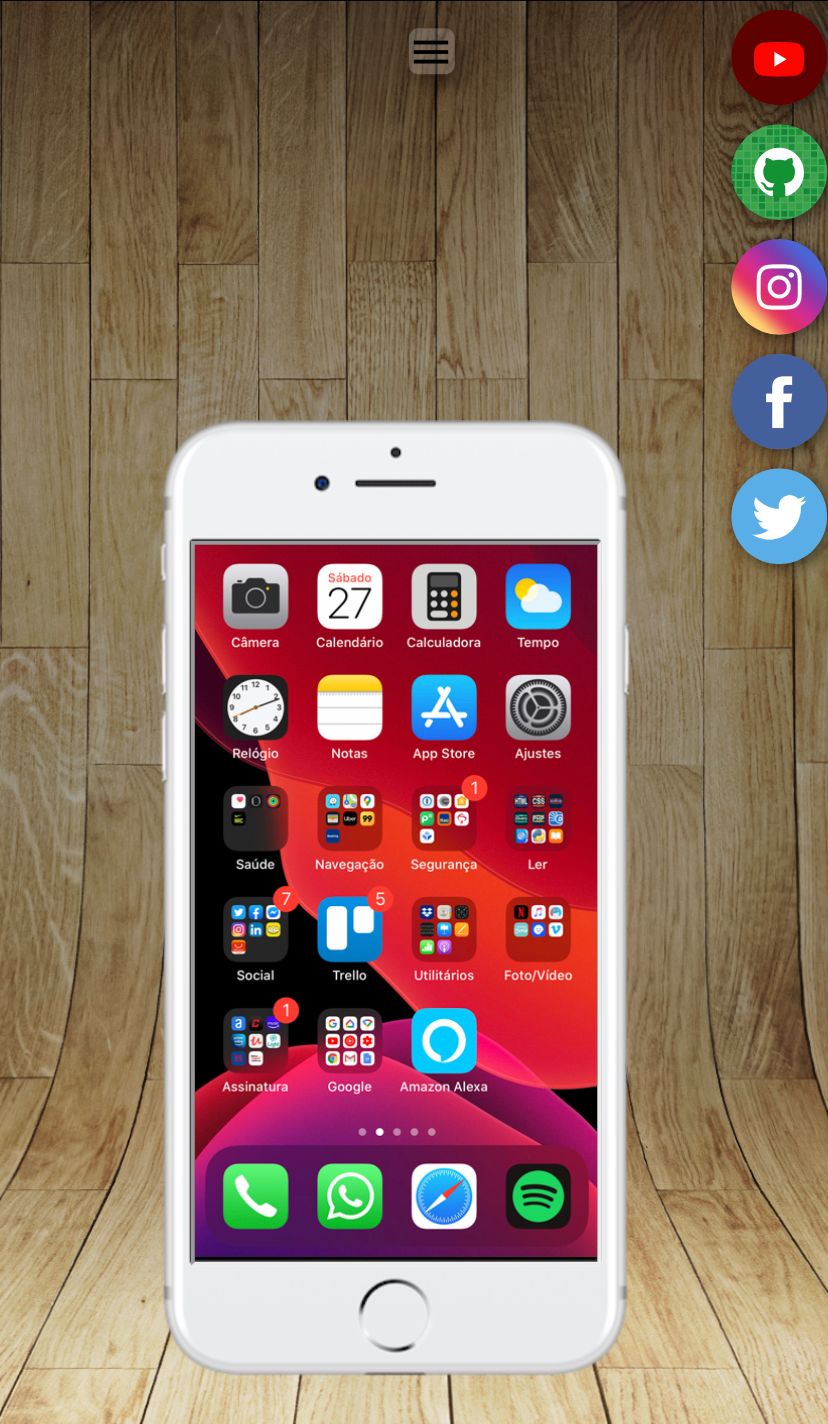 Sábado
27
Câmera
Calendário
Calculadora
Tempo
Relógio
Notas
App Store
Ajustes
1
Saúde
Navegação
Segurança
Ler
7
5
Social
Trello
Utilitários
Foto/Vídeo
1
Assinatura
Google
Amazon Alexa